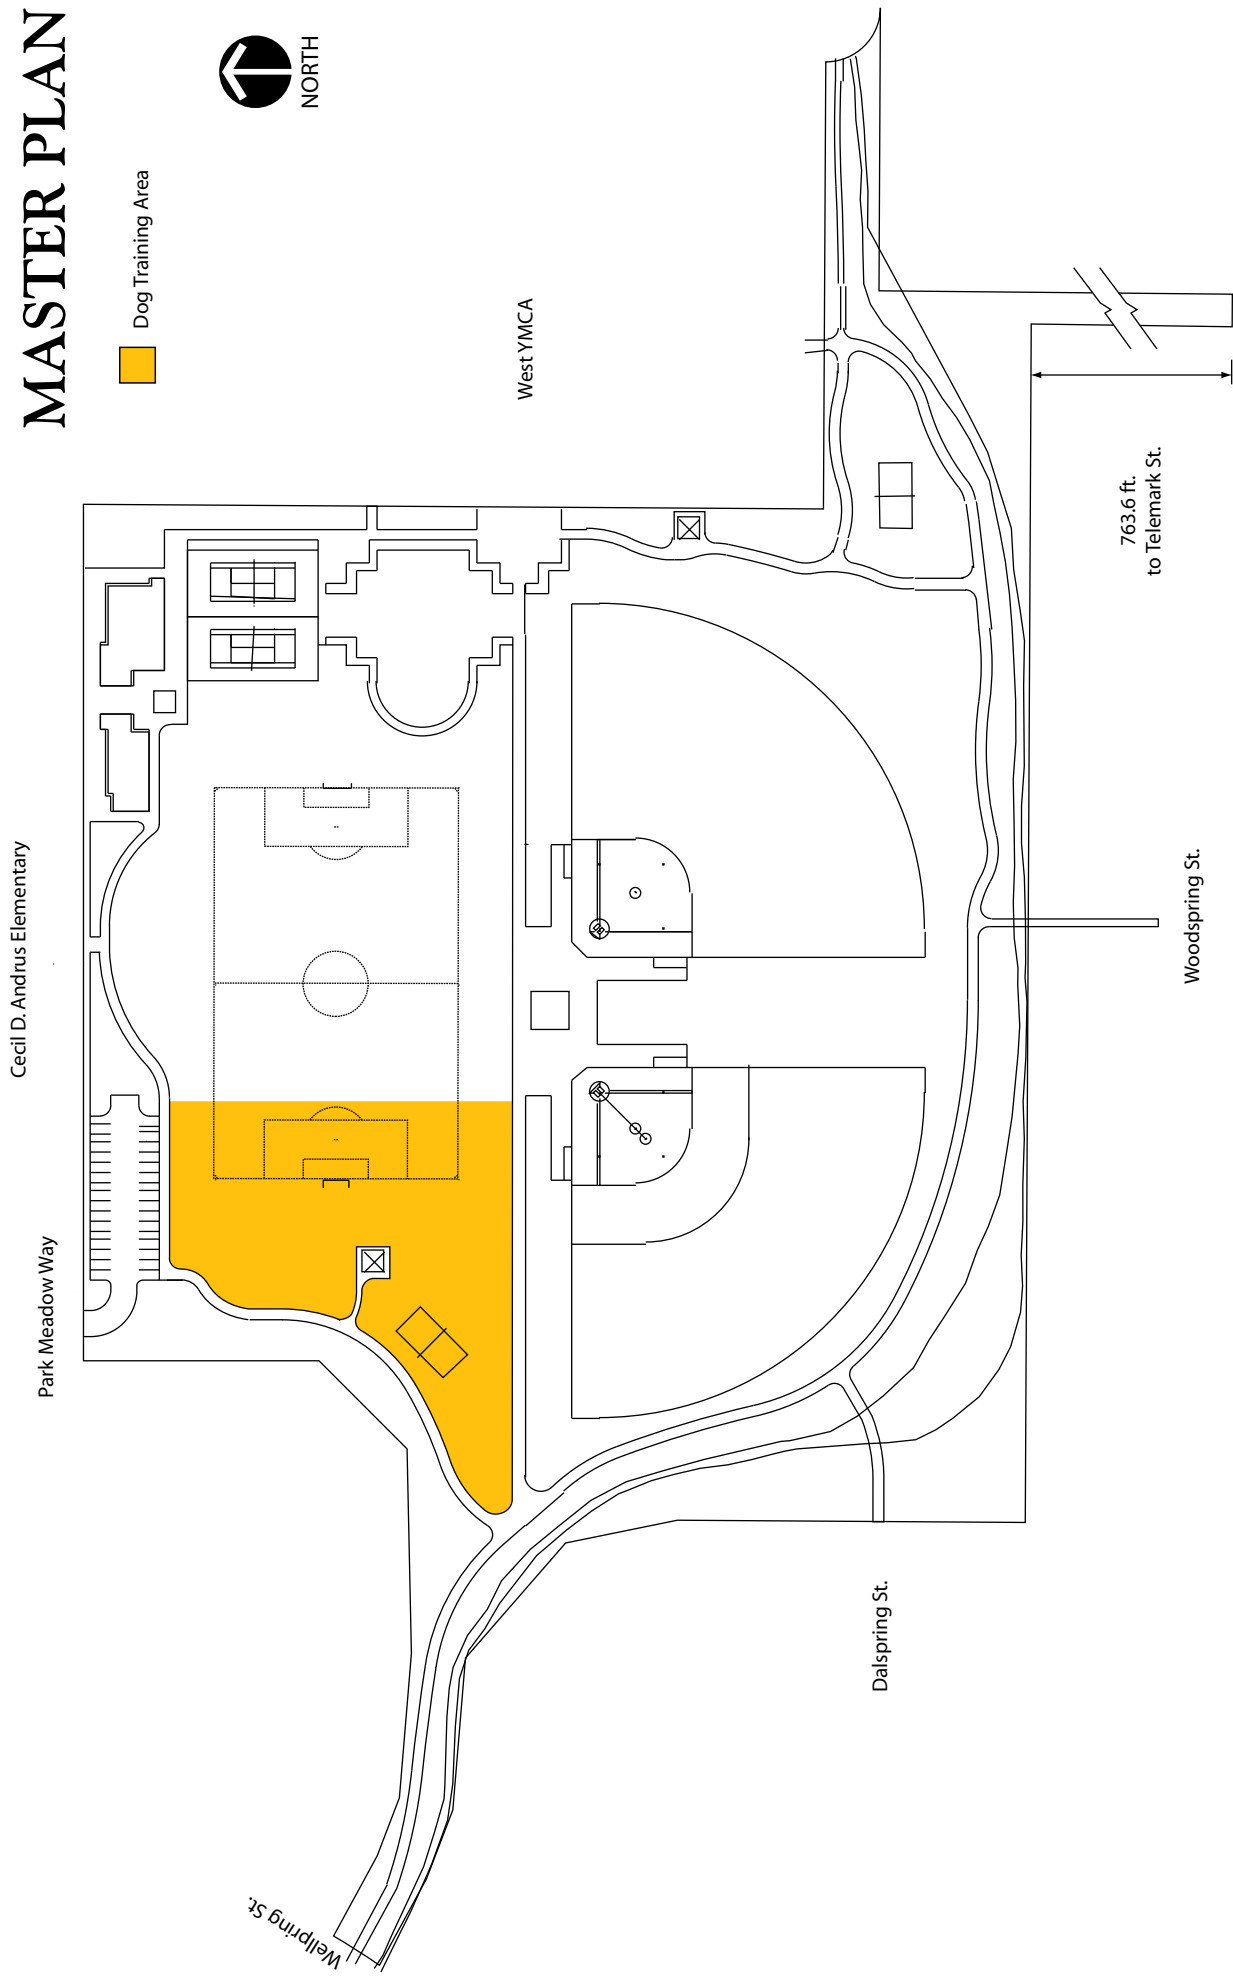 MASTER PLAN
Dog Training Area
NORTH
Cecil D. Andrus Elementary
Park Meadow Way
West YMCA
763.6 ft.
to Telemark St.
Woodspring St.
Dalspring St.
Wellpring St.